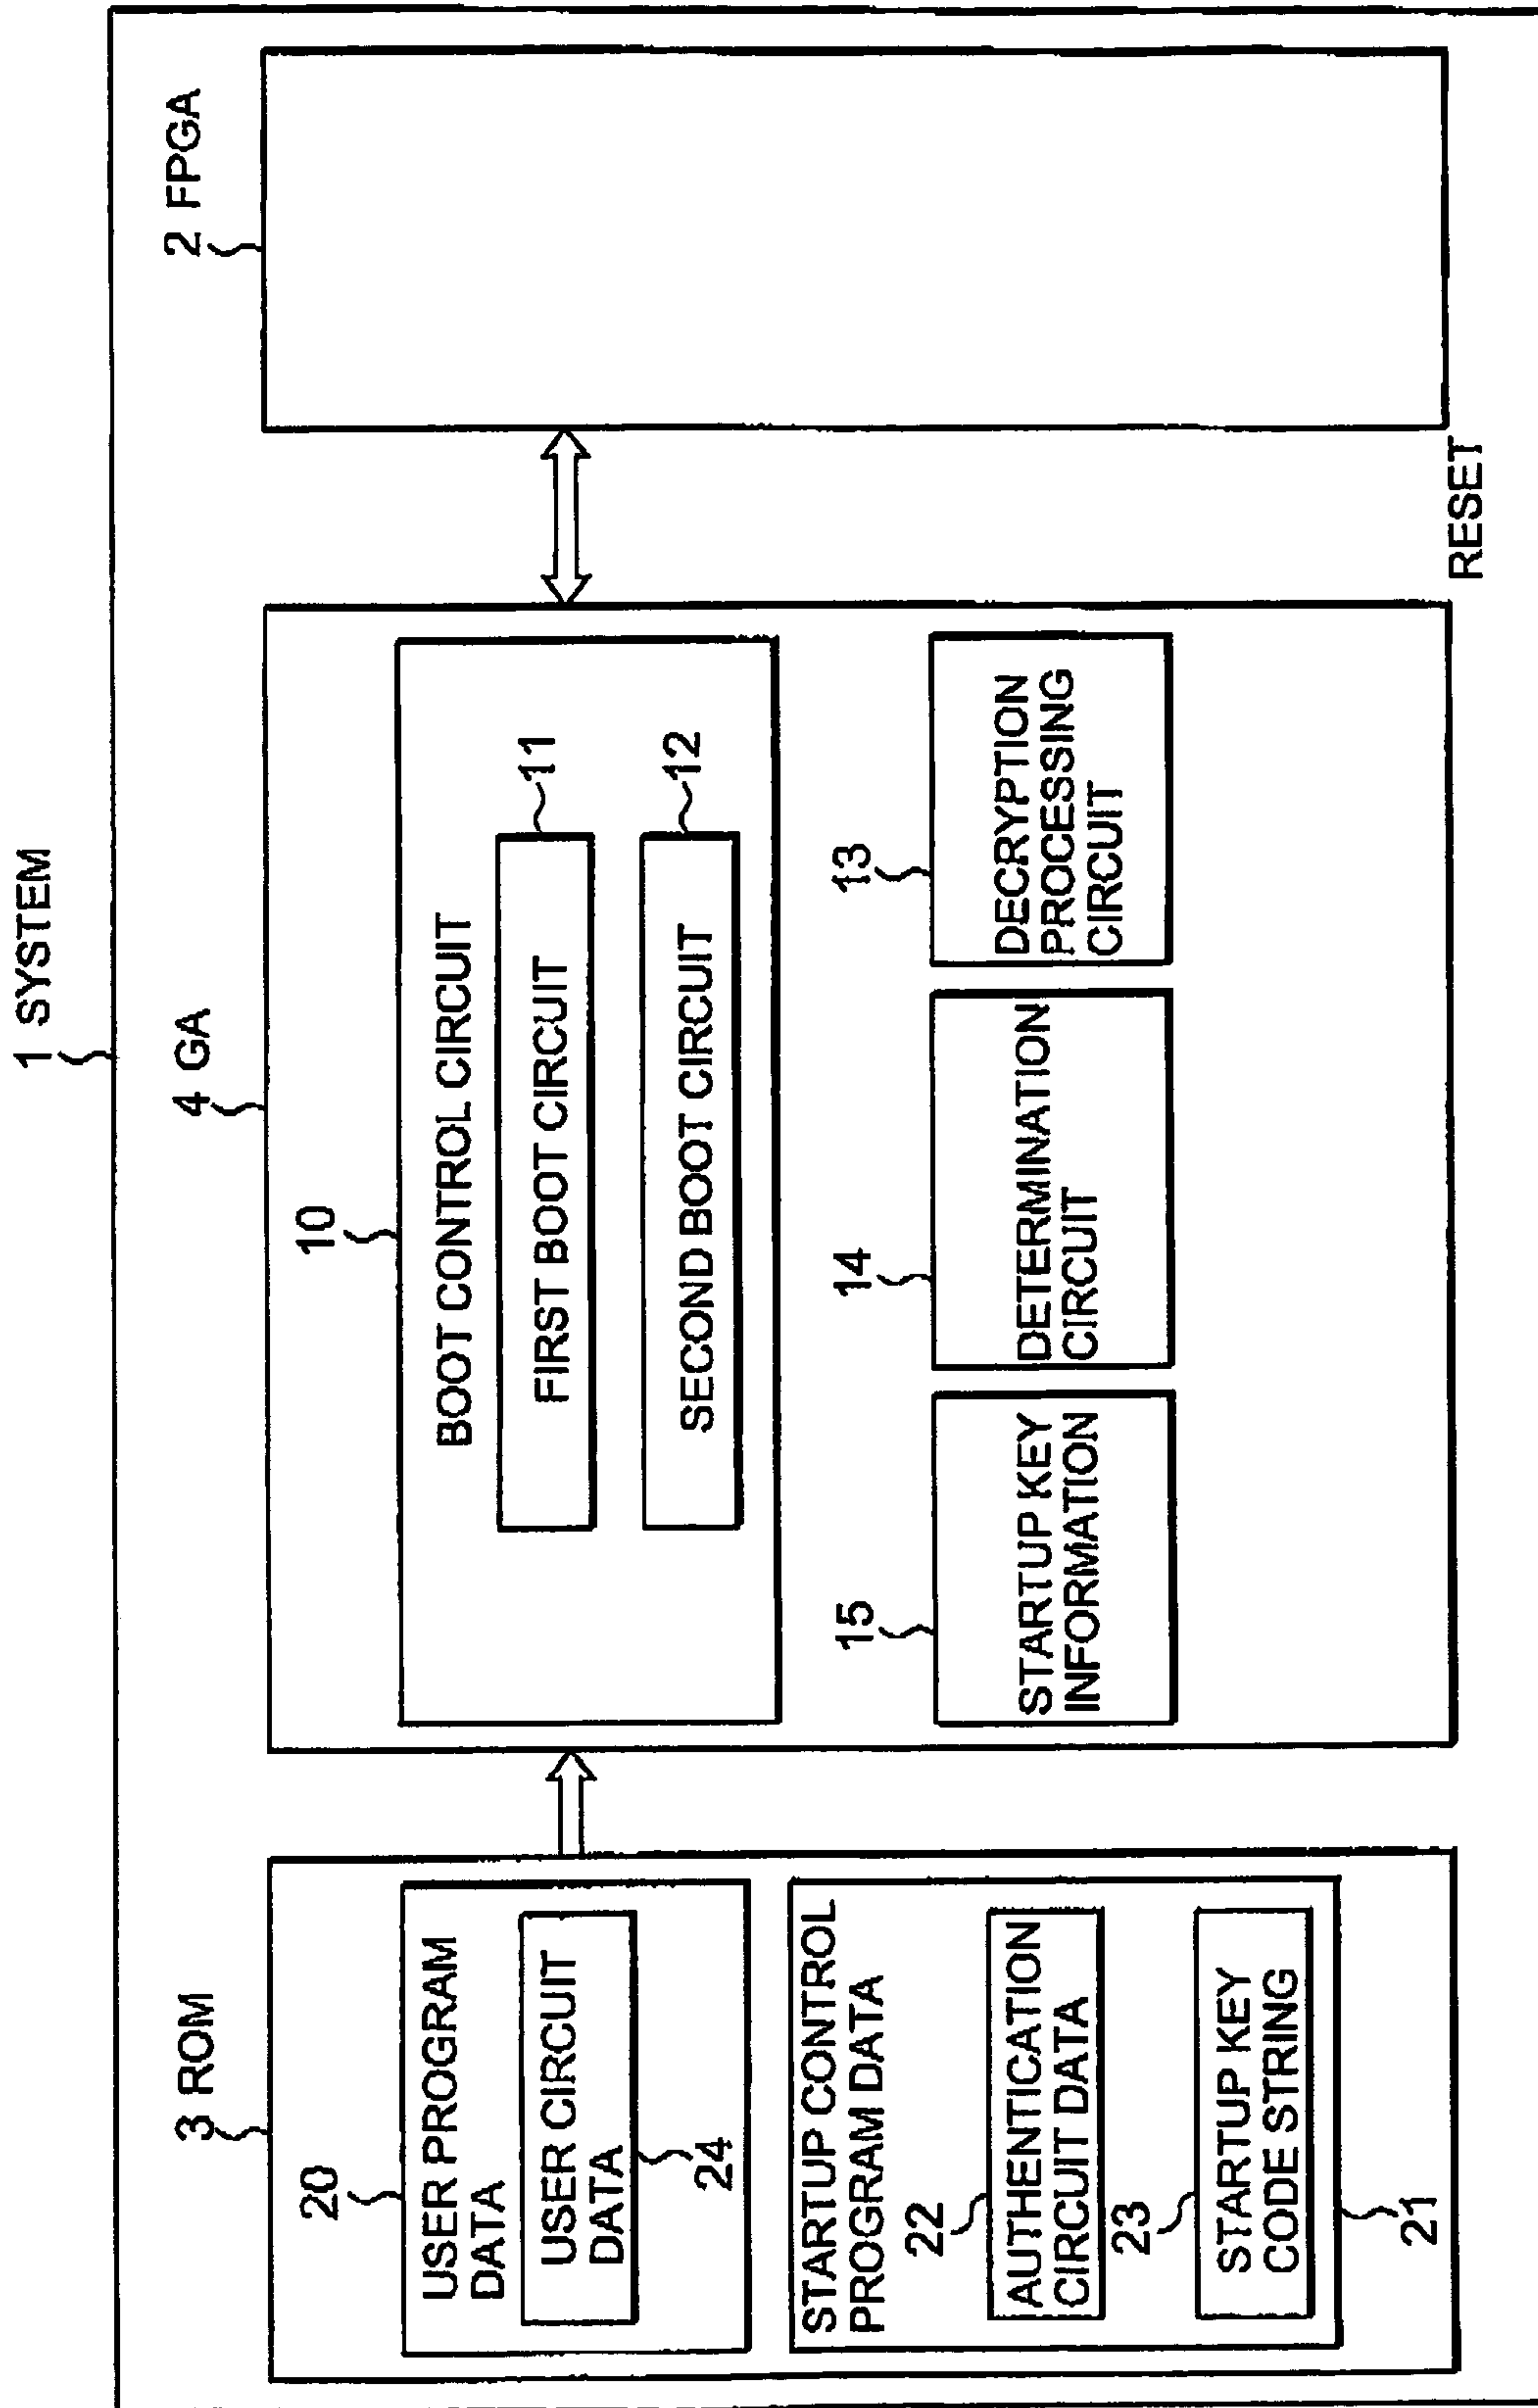 1 SYSTEM
3 ROM
20
USER PROGRAM
DATA
USER CIRCUIT
DATA
24
STARTUP CONTROL
PROGRAM DATA
22
AUTHENTICATION
CIRCUIT DATA
23
STARTUP KEY
CODE STRING
21
4 GA
10
BOOT CONTROL CIRCUIT
FIRST BOOT CIRCUIT
11
SECOND BOOT CIRCUIT
12
15
STARTUP KEY
INFORMATION
14
DETERMINATION
CIRCUIT
13
DECRYPTION
PROCESSING
CIRCUIT
2 FPGA
RESET